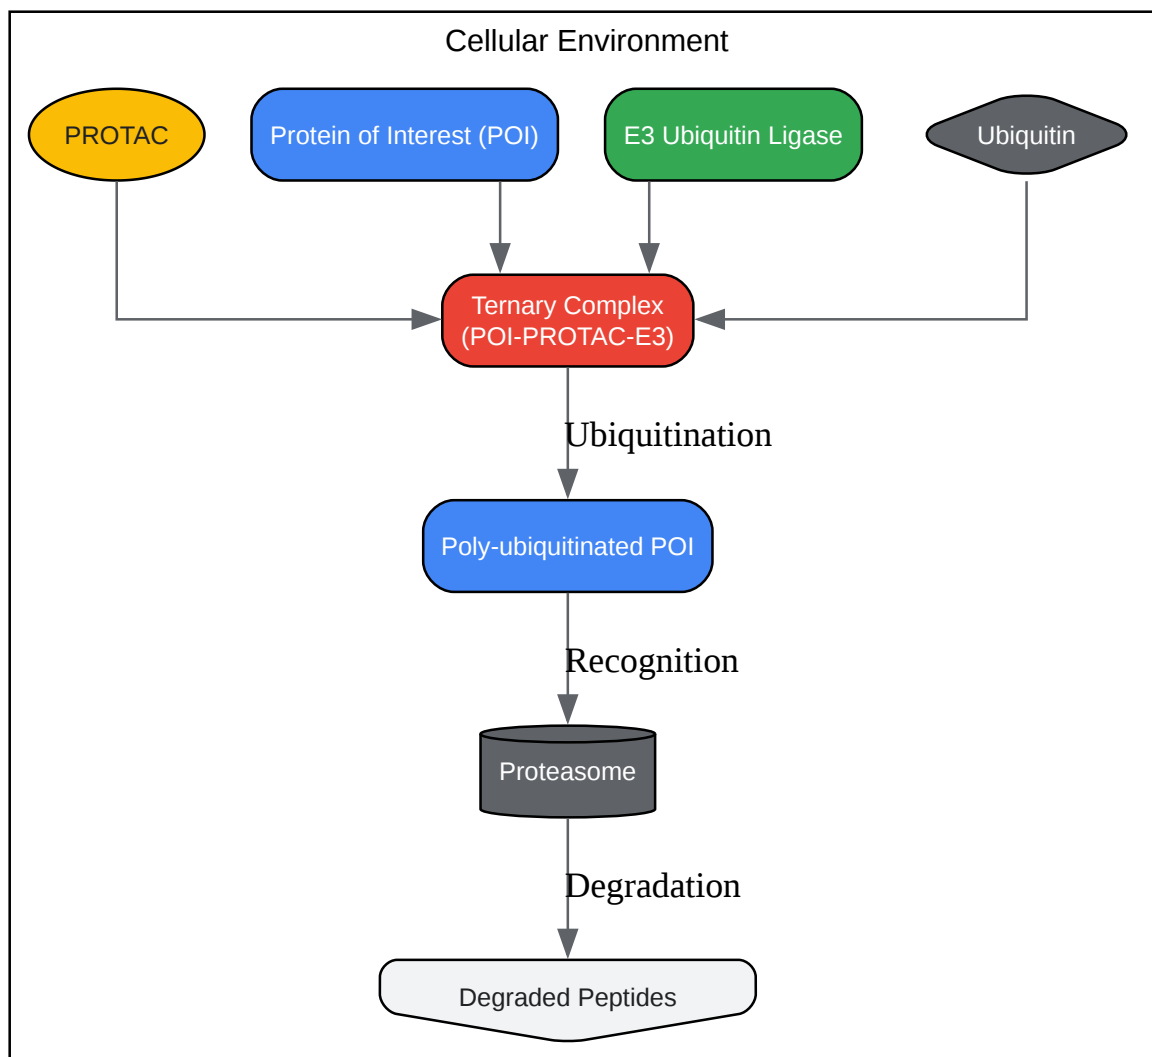 Cellular Environment
PROTAC
Protein of Interest (POI)
E3 Ubiquitin Ligase
Ubiquitin
Ternary Complex
(POI-PROTAC-E3)
Ubiquitination
Poly-ubiquitinated POI
Recognition
Proteasome
Degradation
Degraded Peptides